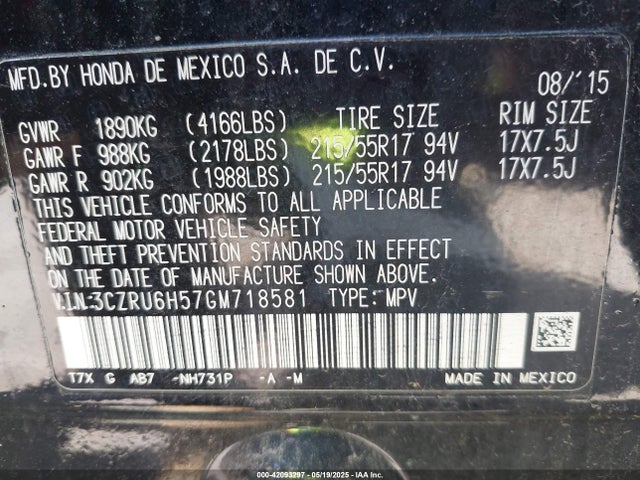 MFD. BY HONDA DE MEXICO S.A. DE C.V.
08/'15
GVWR 1890KG (4166LBS) TIRE SIZE RIM SIZE
GAWR F 988KG (2178LBS) 215/55R17 94V 17X7.5J
GAWR R 902KG (1988LBS) 215/55R17 94V 17X7.5J
THIS VEHICLE CONFORMS TO ALL APPLICABLE
FEDERAL MOTOR VEHICLE SAFETY
AND THEFT PREVENTION STANDARDS IN EFFECT
ON THE DATE OF MANUFACTURE SHOWN ABOVE.
V.I.N. 3CZRU6H57GM718581 TYPE: MPV
T7X G AB7 -NH731P -A -M MADE IN MEXICO
000-42093297 - 05/19/2025 - IAA Inc.